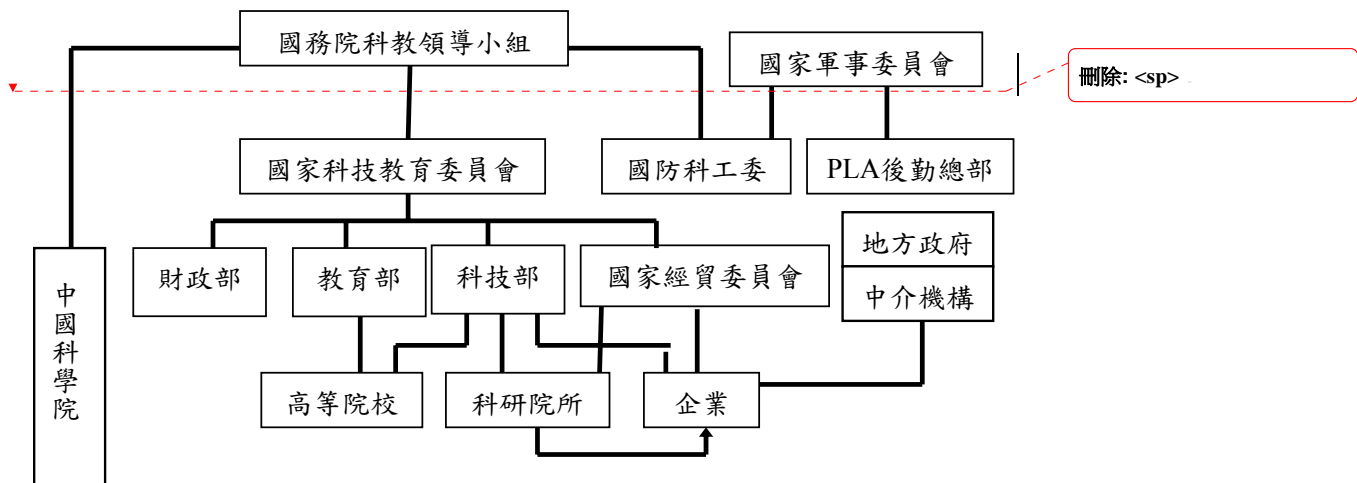 國務院科教領導小組
國家軍事委員會
刪除: <sp>
國家科技教育委員會
國防科工委
PLA後勤總部
地方政府
財政部
教育部
科技部
國家經貿委員會
中介機構
中國科學院
高等院校
科研院所
企業